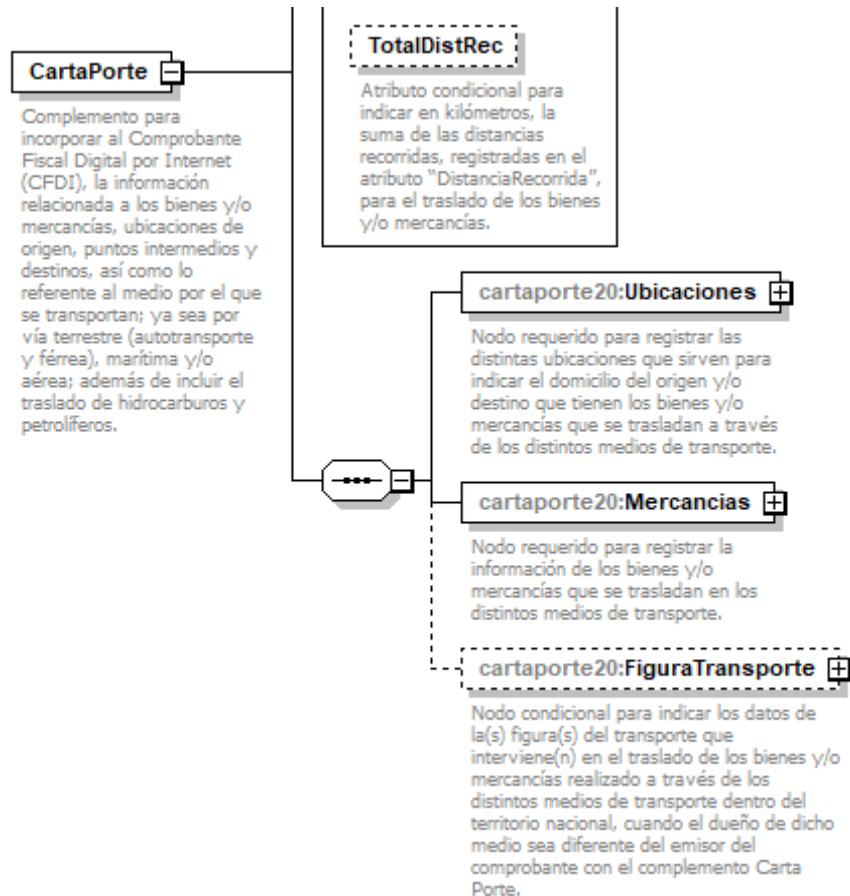 CartaPorte
Complemento para
incorporar al Comprobante
Fiscal Digital por Internet
(CFDI), la información
relacionada a los bienes y/o
mercancías, ubicaciones de
origen, puntos intermedios y
destinos, así como lo
referente al medio por el que
se transportan; ya sea por
vía terrestre (autotransporte
y férrea), marítima y/o
aérea; además de incluir el
traslado de hidrocarburos y
petrolíferos.
TotalDistRec
Atributo condicional para
indicar en kilómetros, la
suma de las distancias
recorridas, registradas en el
atributo “DistanciaRecorrida”,
para el traslado de los bienes
y/o mercancías.
cartaporte20:Ubicaciones
Nodo requerido para registrar las
distintas ubicaciones que sirven para
indicar el domicilio del origen y/o
destino que tienen los bienes y/o
mercancías que se trasladan a través
de los distintos medios de transporte.
cartaporte20:Mercancias
Nodo requerido para registrar la
información de los bienes y/o
mercancías que se trasladan en los
distintos medios de transporte.
cartaporte20:FiguraTransporte
Nodo condicional para indicar los datos de
la(s) figura(s) del transporte que
interviene(n) en el traslado de los bienes y/o
mercancías realizado a través de los
distintos medios de transporte dentro del
territorio nacional, cuando el dueño de dicho
medio sea diferente del emisor del
comprobante con el complemento Carta
Porte.